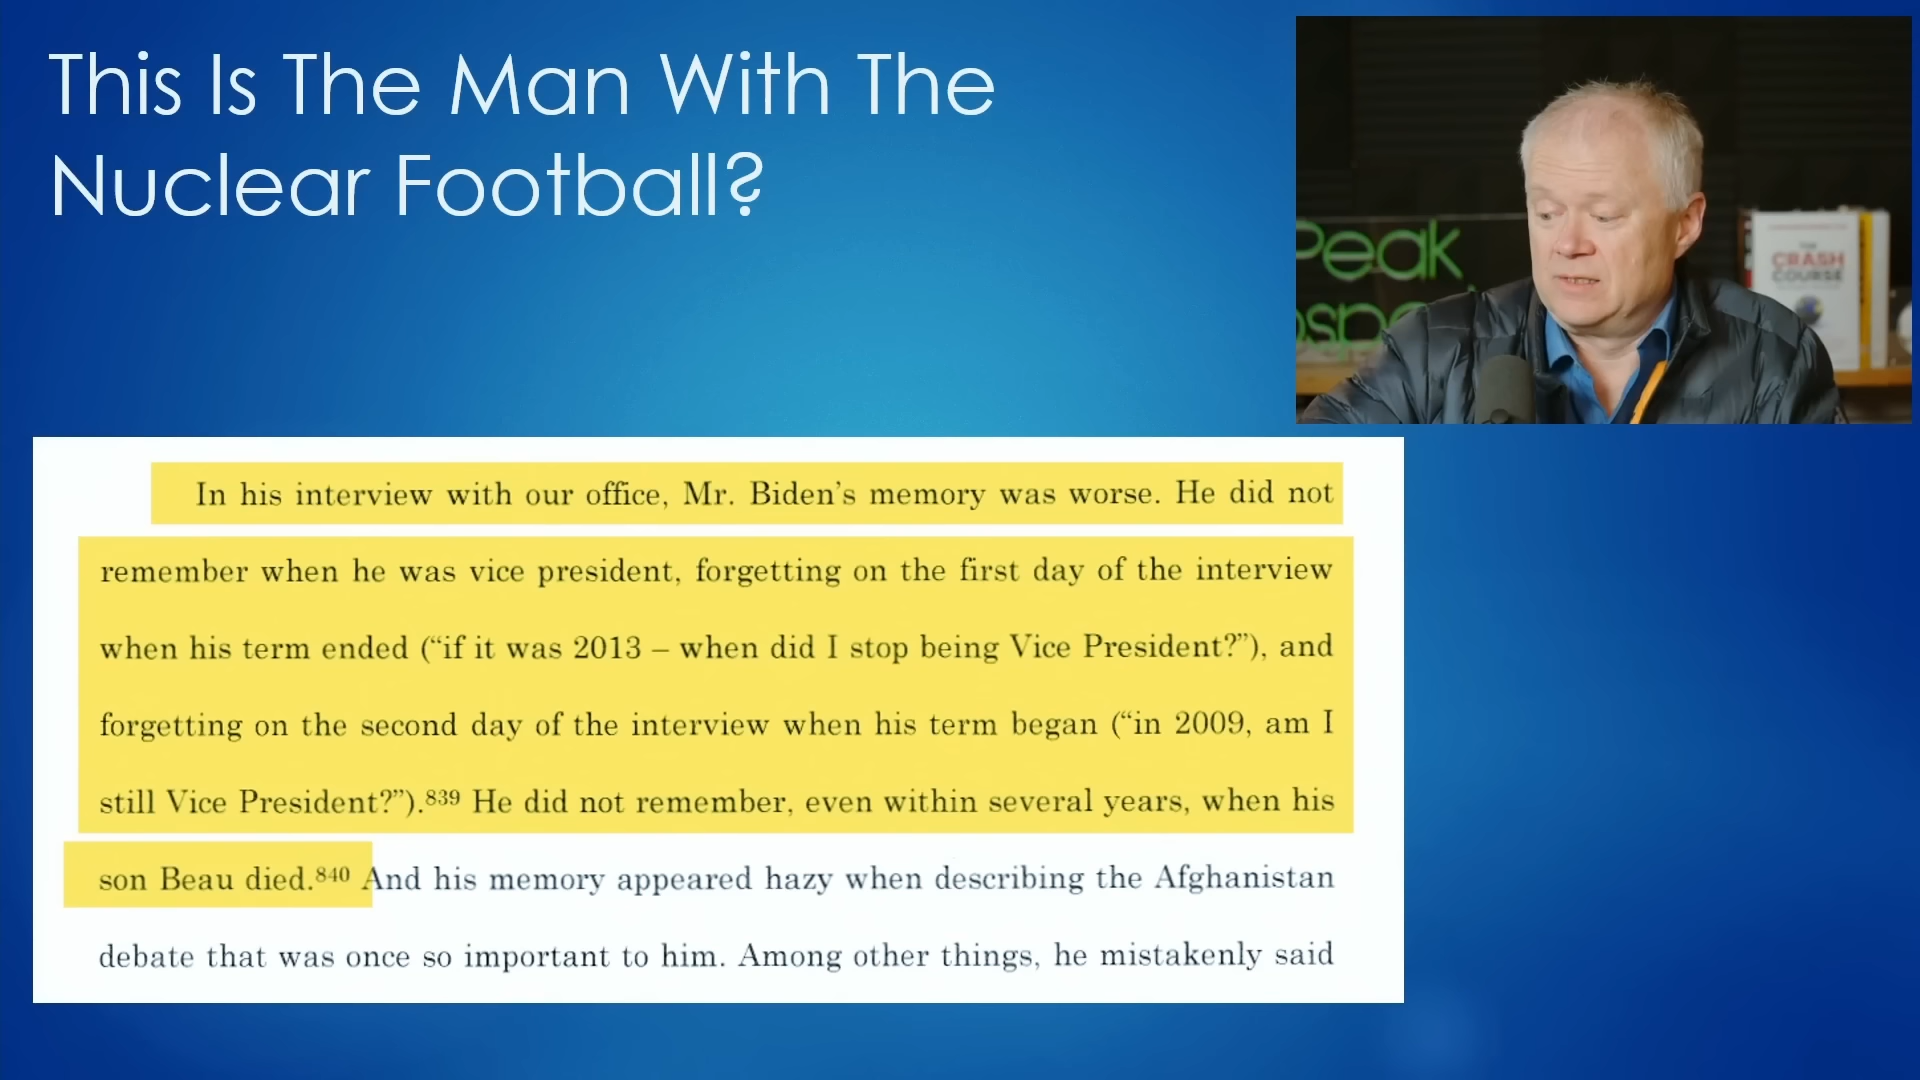 This Is The Man With The
Nuclear Football?
Peak
CRASH
COURSE
In his interview with our office, Mr. Biden’s memory was worse. He did not
remember when he was vice president, forgetting on the first day of the interview
when his term ended (“if it was 2013 – when did I stop being Vice President?”), and
forgetting on the second day of the interview when his term began (“in 2009, am I
still Vice President?”).839 He did not remember, even within several years, when his
son Beau died.840 And his memory appeared hazy when describing the Afghanistan
debate that was once so important to him. Among other things, he mistakenly said